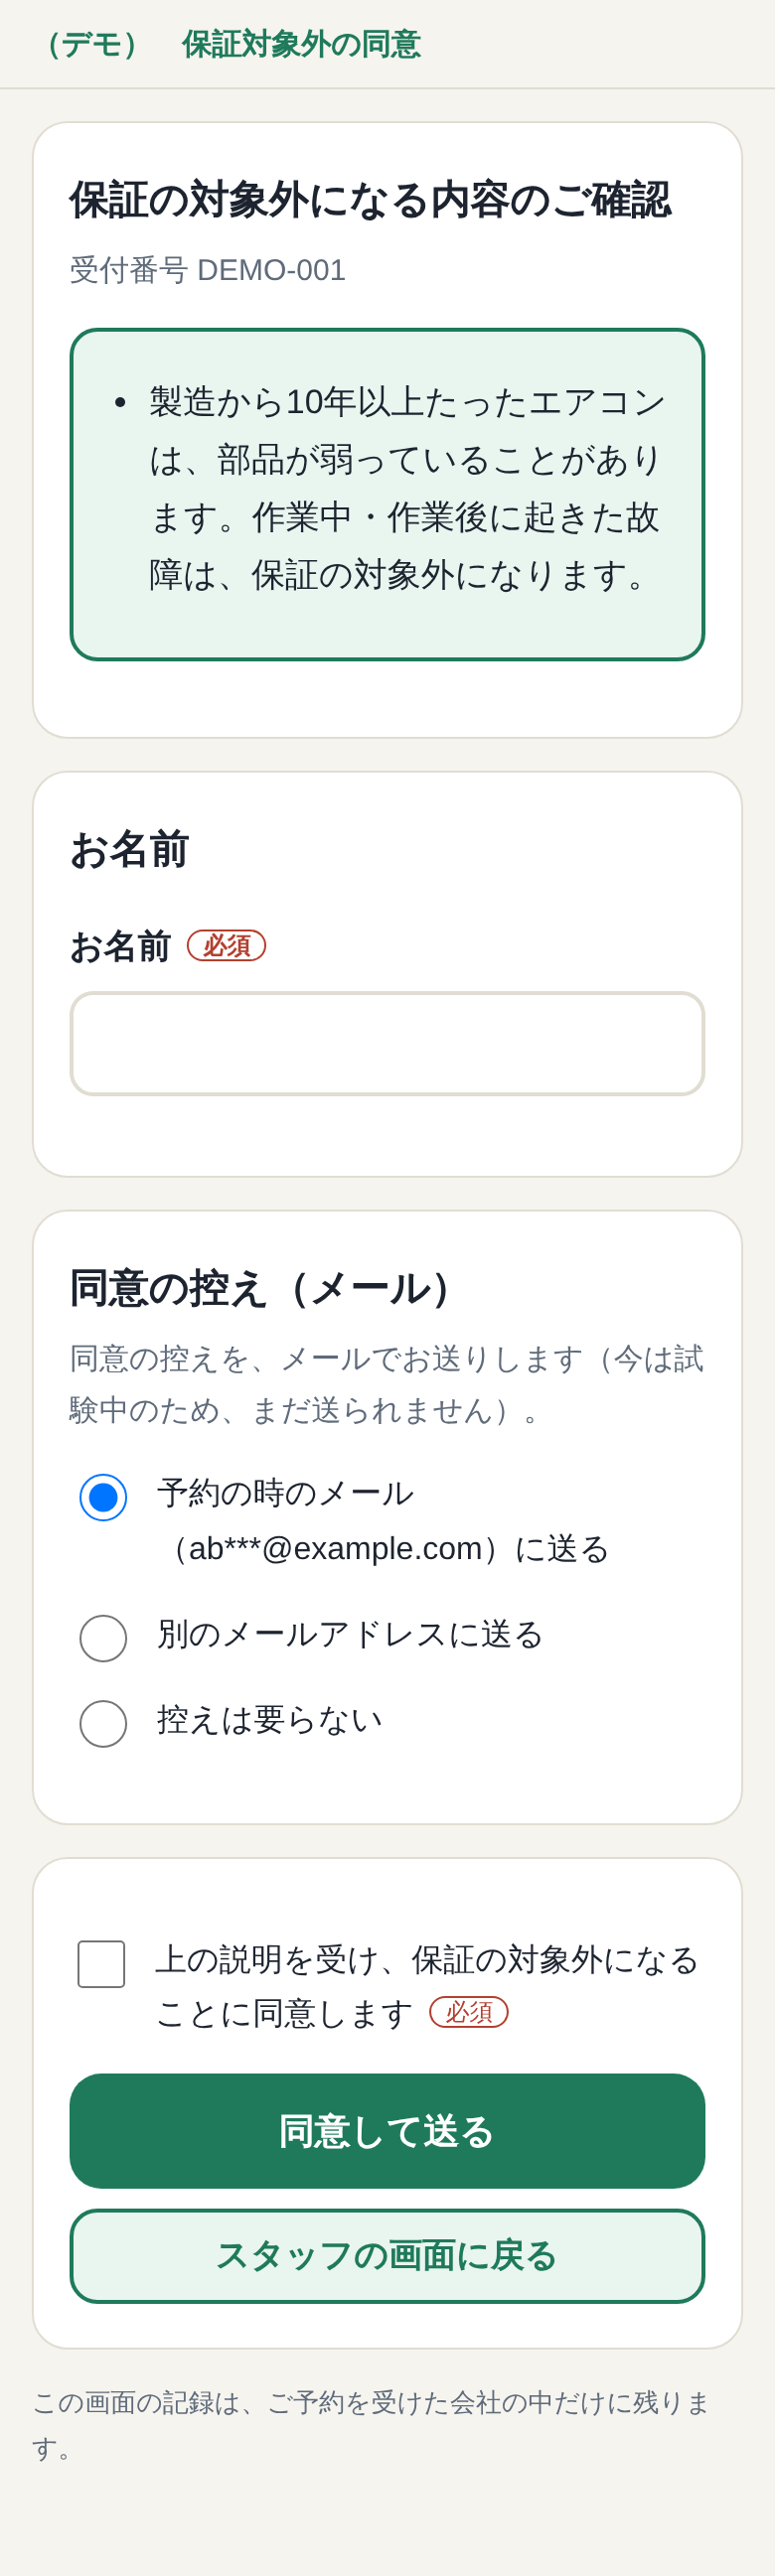 （デモ）　保証対象外の同意
保証の対象外になる内容のご確認
受付番号 DEMO-001
• 製造から10年以上たったエアコン
は、部品が弱っていることがあり
ます。作業中・作業後に起きた故
障は、保証の対象外になります。
お名前
お名前 必須
同意の控え（メール）
同意の控えを、メールでお送りします（今は試
験中のため、まだ送られません）。
予約の時のメール
（ab***@example.com）に送る
別のメールアドレスに送る
控えは要らない
上の説明を受け、保証の対象外になる
ことに同意します 必須
同意して送る
スタッフの画面に戻る
この画面の記録は、ご予約を受けた会社の中だけに残りま
す。